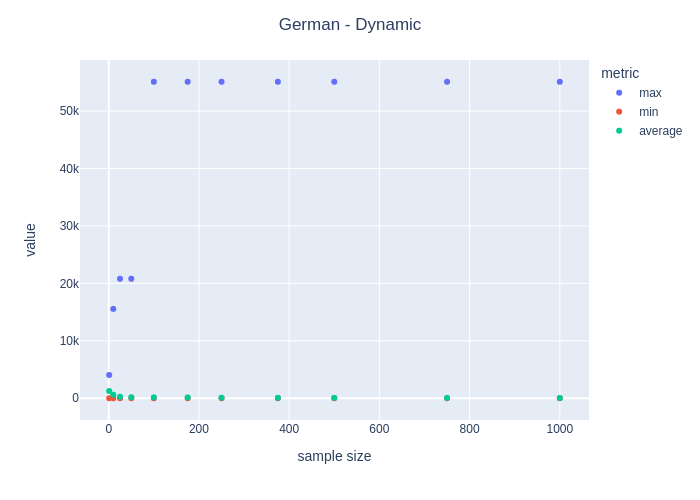 German - Dynamic
metric
max
min
average
value
50k
40k
30k
20k
10k
0
0 200 400 600 800 1000
sample size